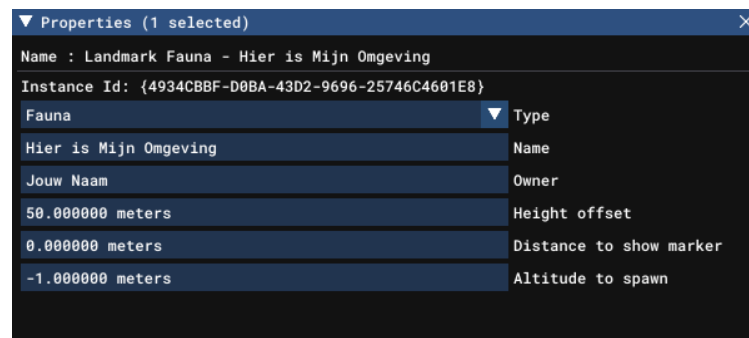 Properties (1 selected)
Name : Landmark Fauna - Hier is Mijn Omgeving
Instance Id: {4934CBBF-D0BA-43D2-9696-25746C4601E8}
Fauna Type
Hier is Mijn Omgeving Name
Jouw Naam Owner
50.000000 meters Height offset
0.000000 meters Distance to show marker
-1.000000 meters Altitude to spawn